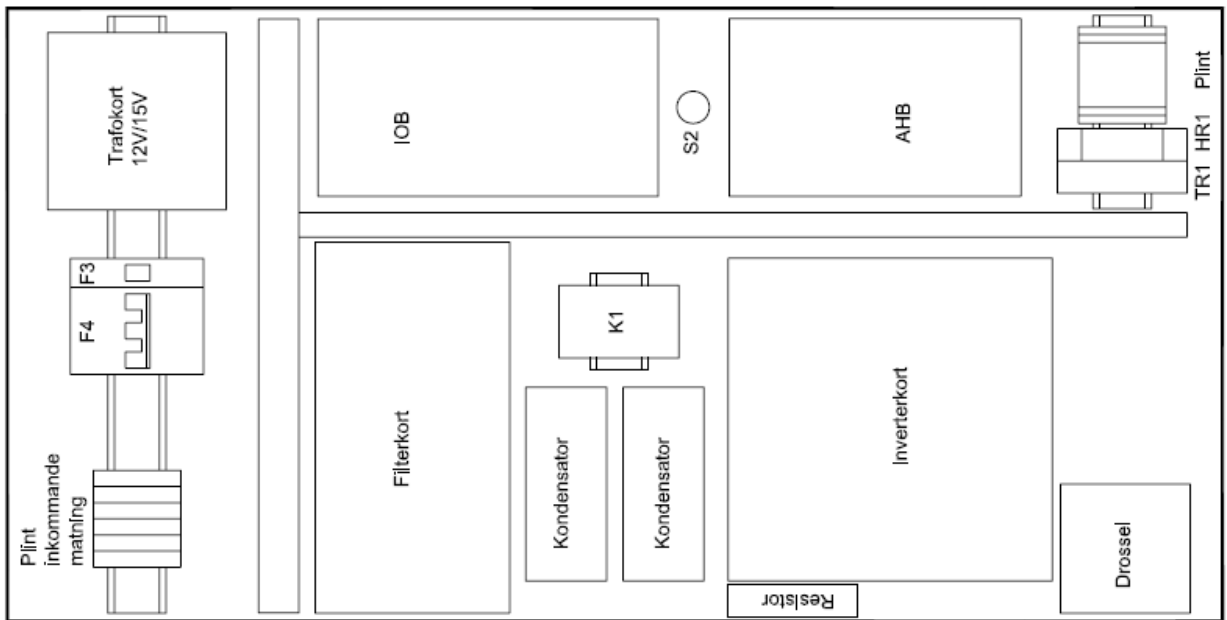 Trafokort
12V/15V
IOB
S2
AHB
TR1 HR1 Plint
F3
F4
K1
Plint
inkommande
matning
Filterkort
Kondensator
Kondensator
Inverterkort
Resistor
Drossel